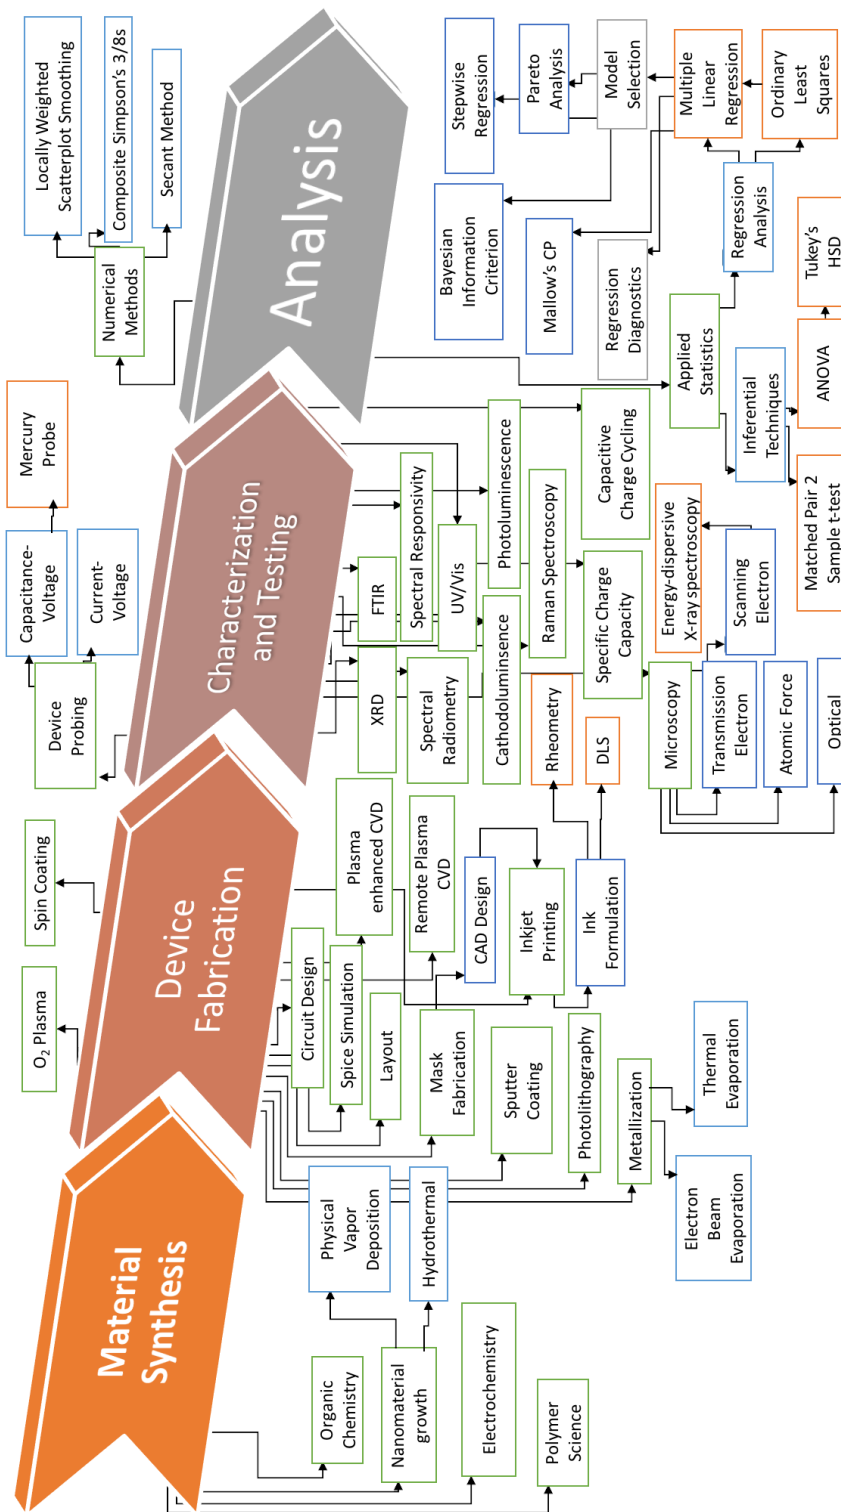 Material
Synthesis
Device
Fabrication
Characterization
and Testing
Analysis
O₂ Plasma
Spin Coating
Device
Probing
Capacitance-
Voltage
Current-
Voltage
Mercury
Probe
Numerical
Methods
Locally Weighted
Scatterplot Smoothing
Composite Simpson's 3/8s
Secant Method
Organic
Chemistry
Nanomaterial
growth
Electrochemistry
Polymer
Science
Physical
Vapor
Deposition
Hydrothermal
Circuit Design
Spice Simulation
Layout
Mask
Fabrication
Sputter
Coating
Photolithography
Metallization
Electron
Beam
Evaporation
Thermal
Evaporation
Plasma
enhanced CVD
Remote Plasma
CVD
CAD Design
Inkjet
Printing
Ink
Formulation
Rheometry
DLS
XRD
FTIR
Spectral
Radiometry
Spectral Responsivity
UV/Vis
Cathodoluminsence
Photoluminescence
Raman Spectroscopy
Specific Charge
Capacity
Capacitive
Charge Cycling
Microscopy
Transmission
Electron
Atomic Force
Optical
Scanning
Electron
Energy-dispersive
X-ray spectroscopy
Applied
Statistics
Inferential
Techniques
Matched Pair 2
Sample t-test
ANOVA
Tukey's
HSD
Regression
Analysis
Ordinary
Least
Squares
Multiple
Linear
Regression
Model
Selection
Pareto
Analysis
Stepwise
Regression
Bayesian
Information
Criterion
Mallow's CP
Regression
Diagnostics